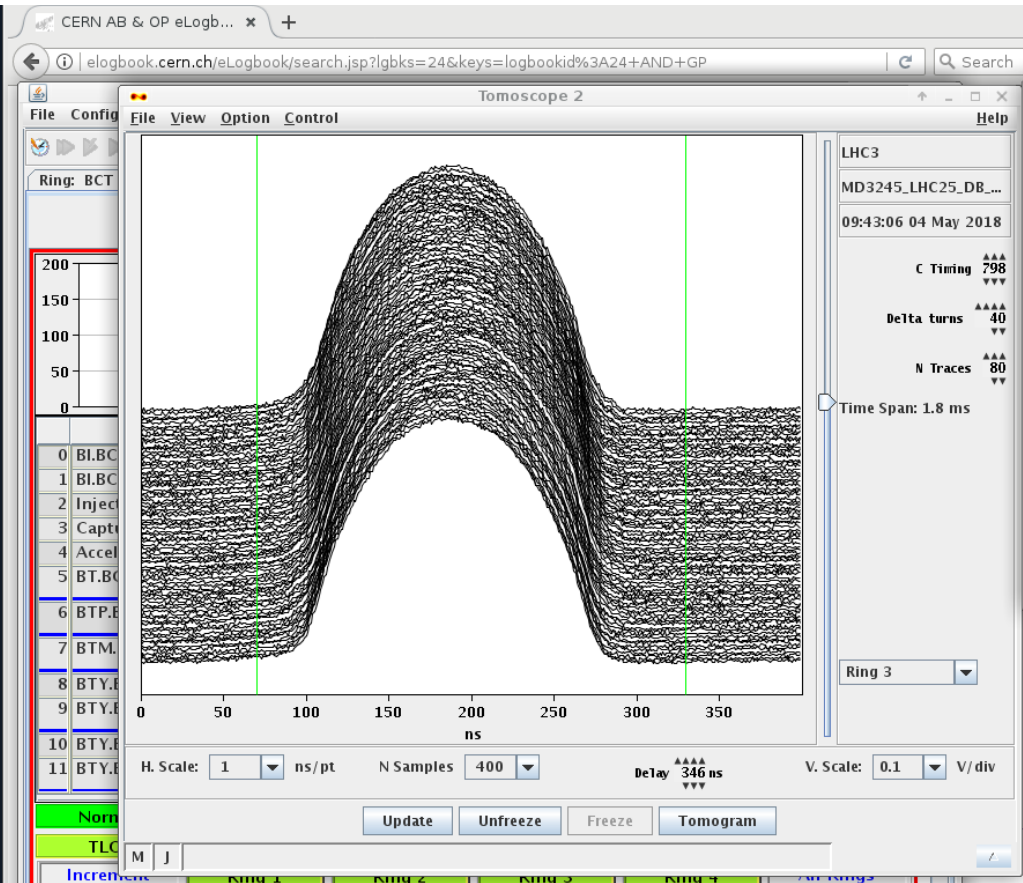 CERN AB & OP eLogb...
elogbook.cern.ch/eLogbook/search.jsp?lgbks=24&keys=logbookid%3A24+AND+GP
Search
Tomoscope 2
File Config
File View Option Control Help
Ring: BCT
LHC3
MD3245_LHC25_DB_...
09:43:06 04 May 2018
C Timing 798
Delta turns 40
N Traces 80
Time Span: 1.8 ms
200
150
100
50
0
0 BI.BC
1 BI.BC
2 Inject
3 Captu
4 Accel
5 BT.BC
6 BTP.B
7 BTM.
8 BTY.B
9 BTY.B
10 BTY.B
11 BTY.B
Ring 3
0 50 100 150 200 250 300 350
ns
H. Scale: 1 ns/pt N Samples 400 Delay 346 ns V. Scale: 0.1 V/div
Norn
TLC
Update Unfreeze Freeze Tomogram
M J
Increment Ring 1 Ring 2 Ring 3 Ring 4 All Rings